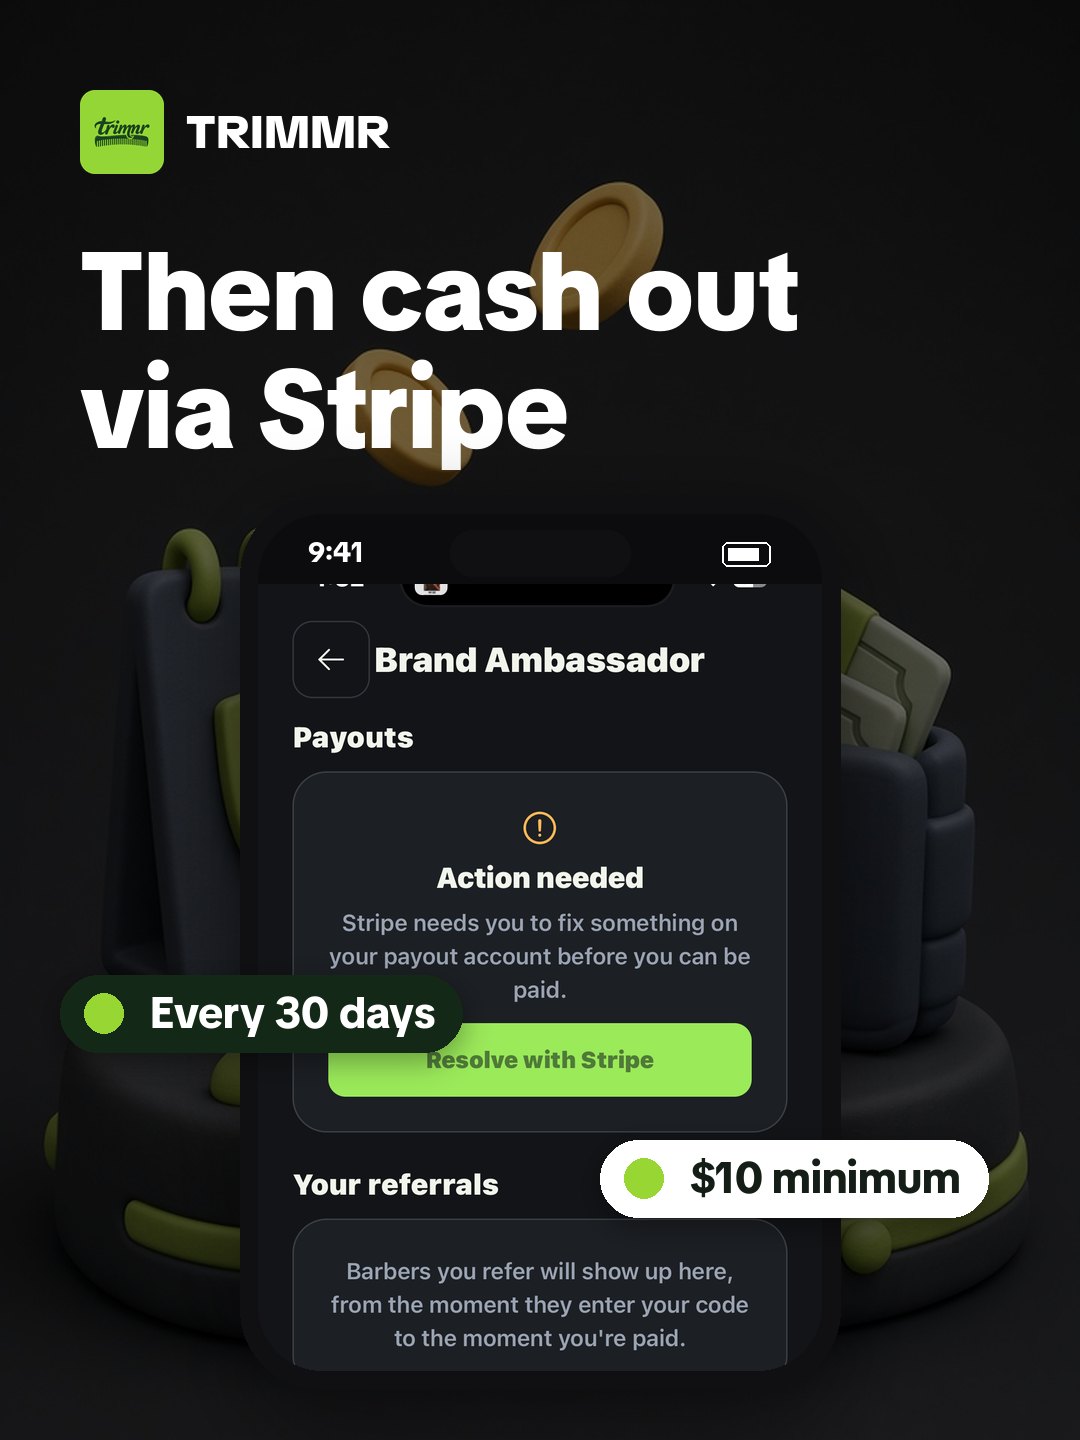 trimmr
TRIMMR
Then cash out
via Stripe
9:41
Brand Ambassador
Payouts
Action needed
Stripe needs you to fix something on
your payout account before you can be
paid.
Every 30 days
Resolve with Stripe
$10 minimum
Your referrals
Barbers you refer will show up here,
from the moment they enter your code
to the moment you're paid.